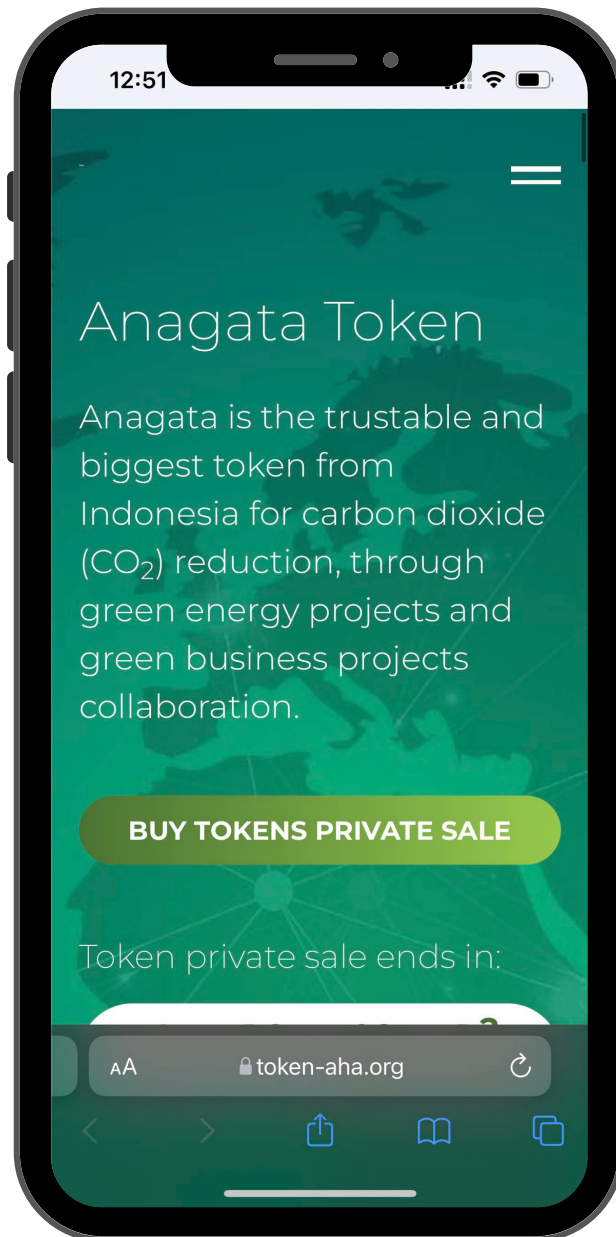 12:51
Anagata Token
Anagata is the trustable and
biggest token from
Indonesia for carbon dioxide
(CO₂) reduction, through
green energy projects and
green business projects
collaboration.
BUY TOKENS PRIVATE SALE
Token private sale ends in:
AA
token-aha.org